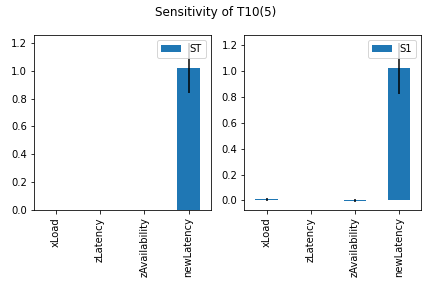 Sensitivity of T10(5)
ST
1.2
1.0
0.8
0.6
0.4
0.2
0.0
xLoad
zLatency
zAvailability
newLatency
S1
1.2
1.0
0.8
0.6
0.4
0.2
0.0
xLoad
zLatency
zAvailability
newLatency